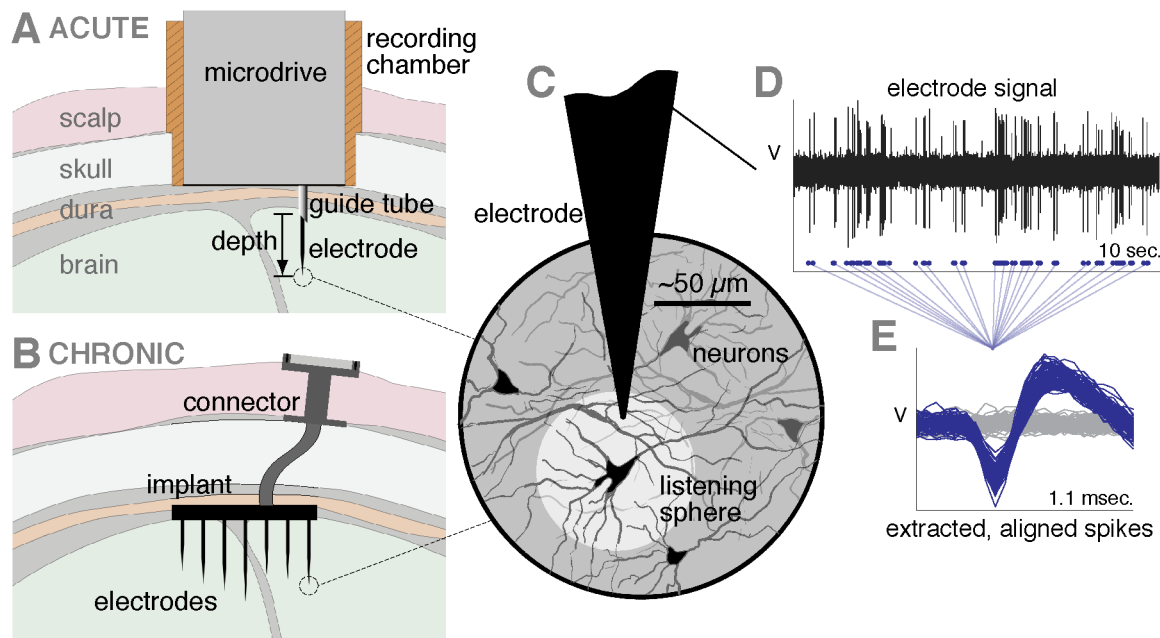 A ACUTE
recording
chamber
microdrive
scalp
skull
dura
guide tube
depth
electrode
brain
B CHRONIC
connector
implant
electrodes
C
electrode
~50 µm
neurons
listening
sphere
D
electrode signal
V
10 sec.
E
V
1.1 msec.
extracted, aligned spikes